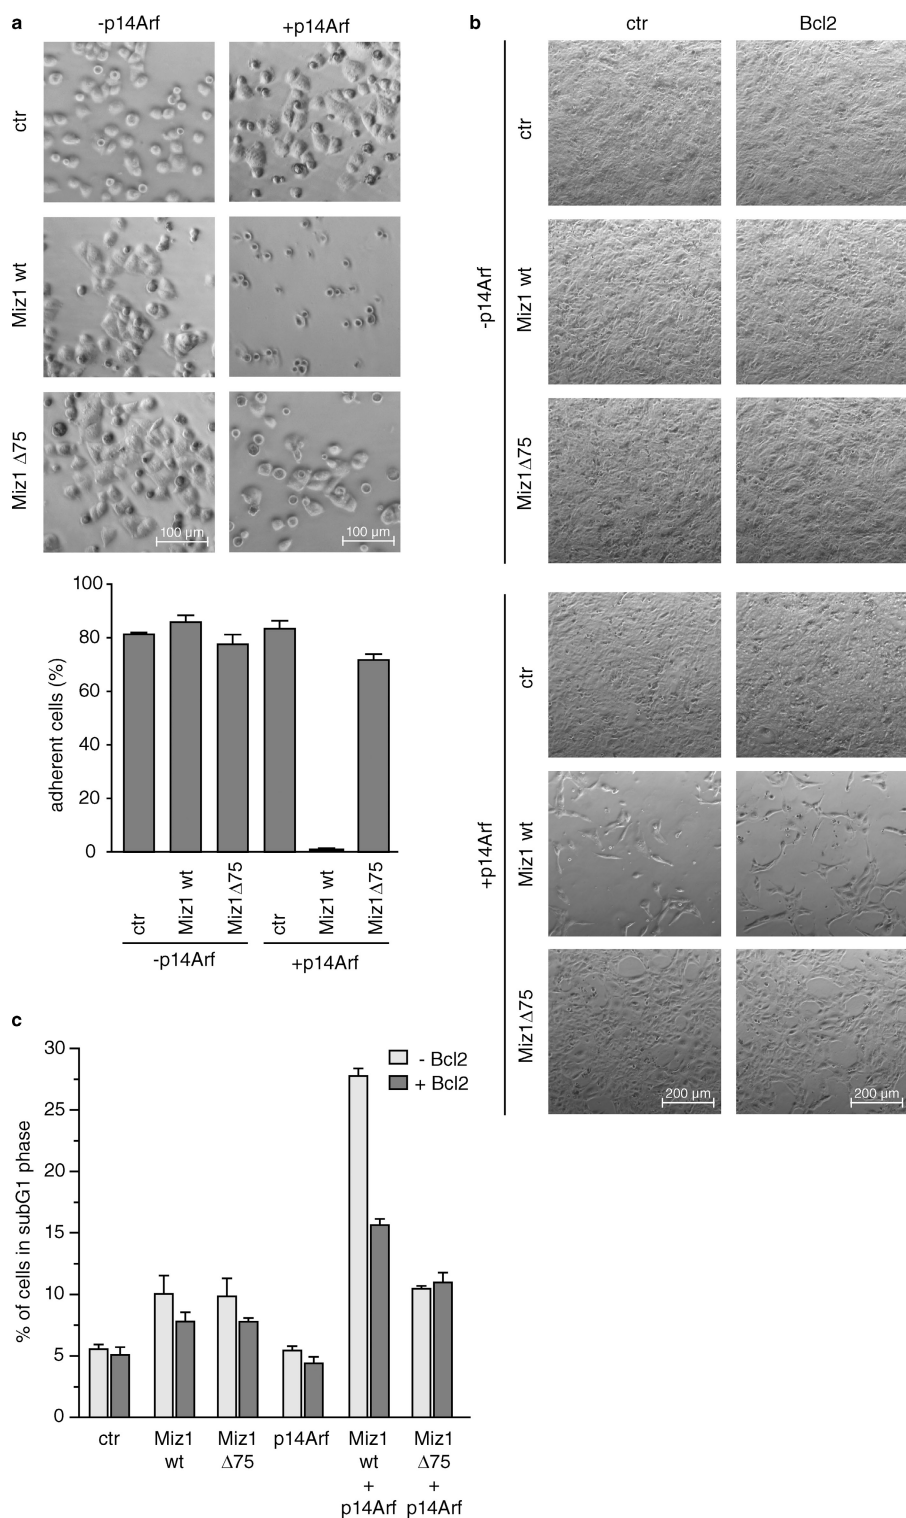 a
-p14Arf
+p14Arf
ctr
Miz1 wt
Miz1 Δ75
100 µm
100 µm
100
80
60
40
20
0
adherent cells (%)
ctr
Miz1 wt
Miz1Δ75
ctr
Miz1 wt
Miz1Δ75
-p14Arf
+p14Arf
b
ctr
Bcl2
-p14Arf
ctr
Miz1 wt
Miz1Δ75
+p14Arf
ctr
Miz1 wt
Miz1Δ75
200 µm
200 µm
c
30
25
20
15
10
5
0
% of cells in subG1 phase
- Bcl2
+ Bcl2
ctr
Miz1
wt
Miz1
Δ75
p14Arf
Miz1
wt
+
p14Arf
Miz1
Δ75
+
p14Arf